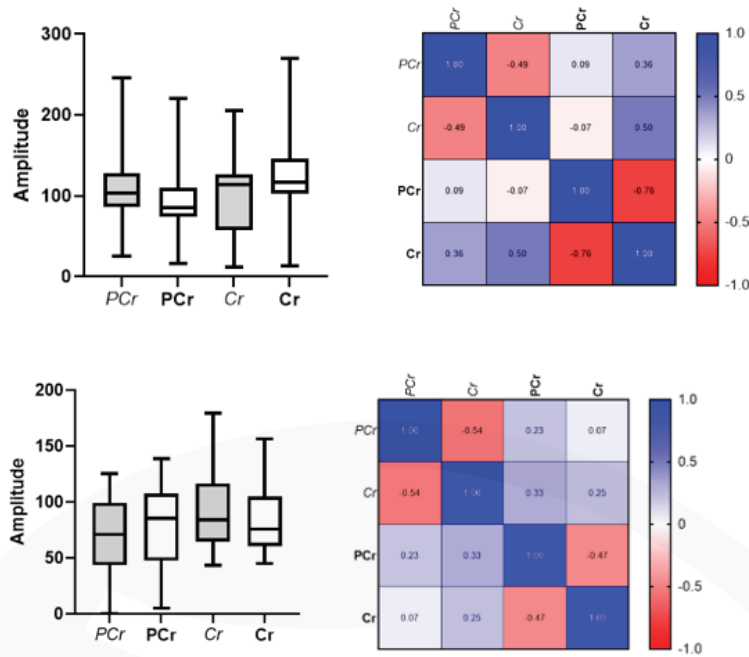 300
200
100
0
Amplitude
PCr PCr Cr Cr
PCr Cr PCr Cr
PCr 1.00 -0.49 0.09 0.36
Cr -0.49 1.00 -0.07 0.50
PCr 0.09 -0.07 1.00 -0.76
Cr 0.36 0.50 -0.76 1.00
1.0
0.5
0
-0.5
-1.0
200
150
100
50
0
Amplitude
PCr PCr Cr Cr
PCr Cr PCr Cr
PCr 1.00 -0.54 0.23 0.07
Cr -0.54 1.00 0.33 0.25
PCr 0.23 0.33 1.00 -0.47
Cr 0.07 0.25 -0.47 1.00
1.0
0.5
0
-0.5
-1.0